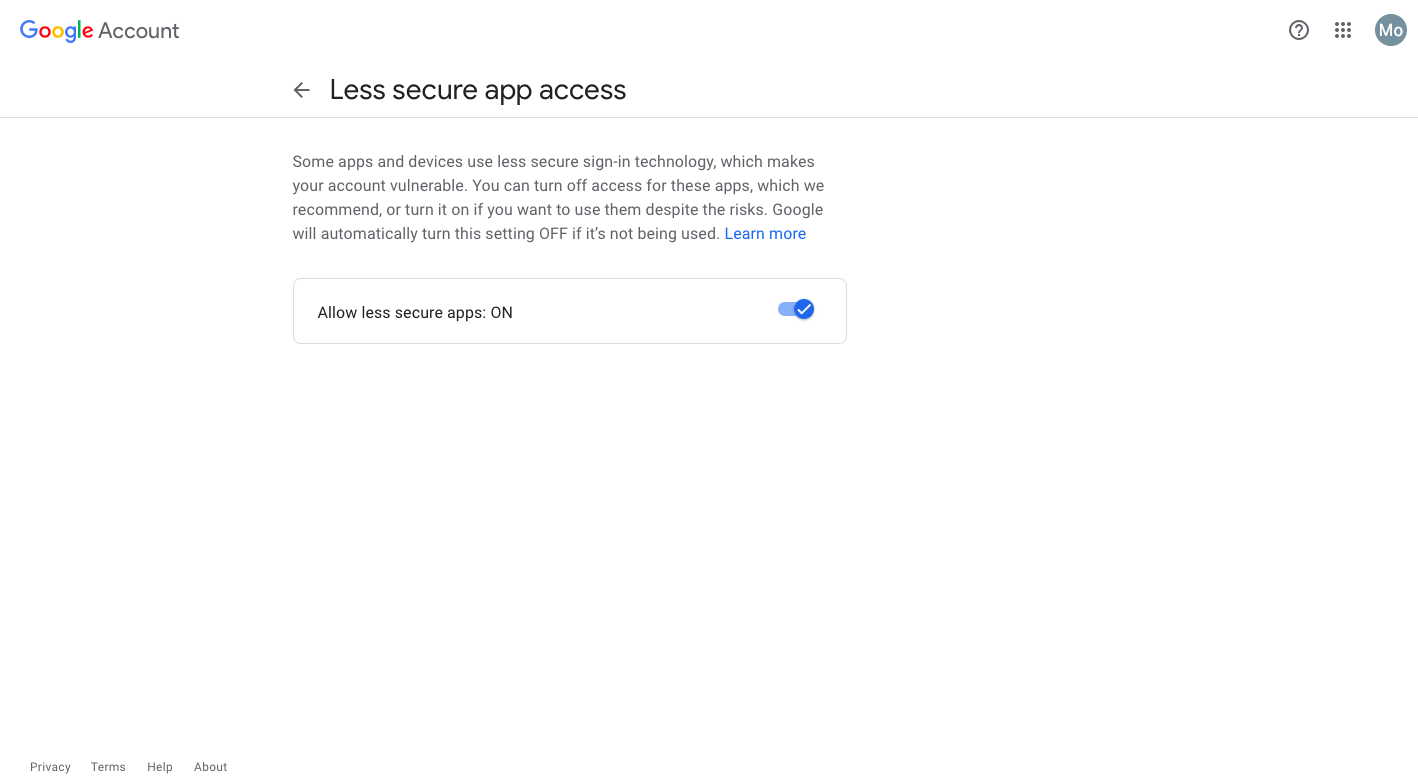 Google Account
Mo
Less secure app access
Some apps and devices use less secure sign-in technology, which makes
your account vulnerable. You can turn off access for these apps, which we
recommend, or turn it on if you want to use them despite the risks. Google
will automatically turn this setting OFF if it’s not being used. Learn more
Allow less secure apps: ON
Privacy Terms Help About